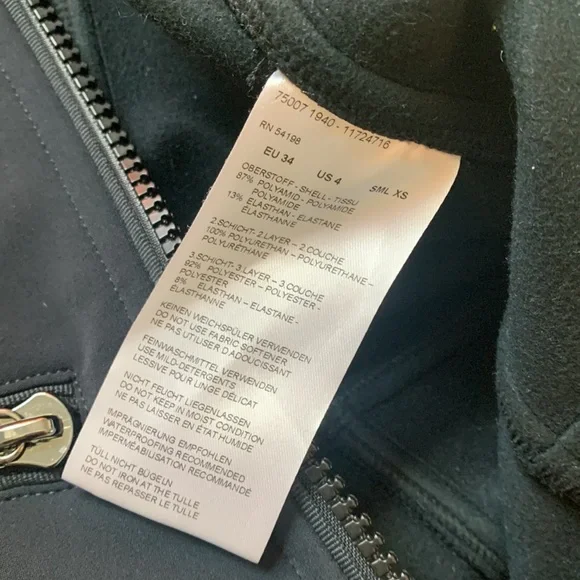 75007 1940 - 11724716
RN 54198
EU 34 US 4 SML XS
OBERSTOFF - SHELL - TISSU
87% POLYAMID - POLYAMIDE
POLYAMIDE
13% ELASTHAN - ELASTANE
ÉLASTHANNE
2.SCHICHT- 2.LAYER – 2.COUCHE
100% POLYURETHAN – POLYURETHANE –
POLYURÉTHANE
3.SCHICHT- 3.LAYER – 3.COUCHE
92% POLYESTER - POLYESTER -
POLYESTER
8% ELASTHAN – ELASTANE -
ÉLASTHANNE
KEINEN WEICHSPÜLER VERWENDEN
DO NOT USE FABRIC SOFTENER
NE PAS UTILISER D'ADOUCISSANT
FEINWASCHMITTEL VERWENDEN
USE MILD-DETERGENTS
LESSIVE POUR LINGE DÉLICAT
NICHT FEUCHT LIEGENLASSEN
DO NOT KEEP IN MOIST CONDITION
NE PAS LAISSER EN ÉTAT HUMIDE
IMPRÄGNIERUNG EMPFOHLEN
WATERPROOFING RECOMMENDED
IMPERMÉABILISATION RECOMMANDÉ
TÜLL NICHT BÜGELN
DO NOT IRON AT THE TULLE
NE PAS REPASSER LE TULLE